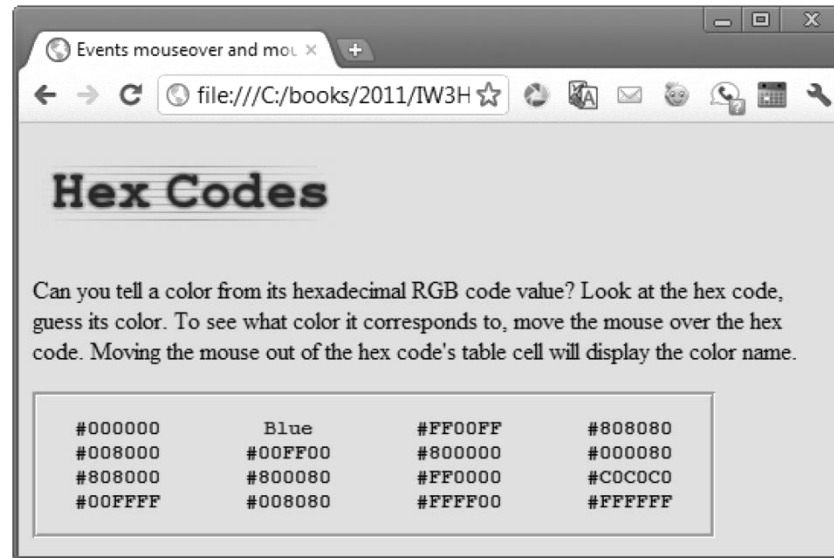 Events mouseover and mou
file:///C:/books/2011/IW3H
Hex Codes
Can you tell a color from its hexadecimal RGB code value? Look at the hex code,
guess its color. To see what color it corresponds to, move the mouse over the hex
code. Moving the mouse out of the hex code's table cell will display the color name.
#000000 Blue #FF00FF #808080
#008000 #00FF00 #800000 #000080
#808000 #800080 #FF0000 #C0C0C0
#00FFFF #008080 #FFFF00 #FFFFFF